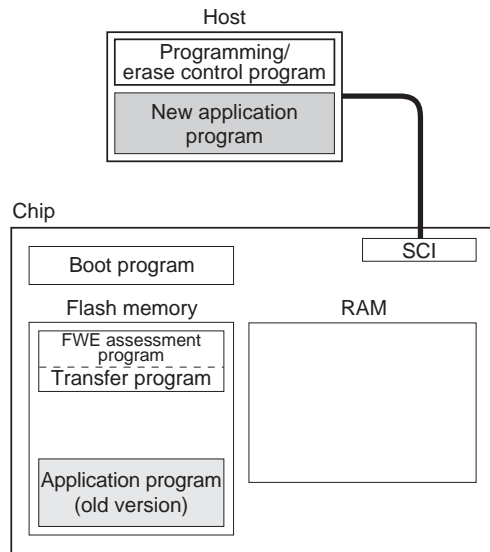 Host
Programming/
erase control program
New application
program
Chip
SCI
Boot program
Flash memory
RAM
FWE assessment
program
Transfer program
Application program
(old version)